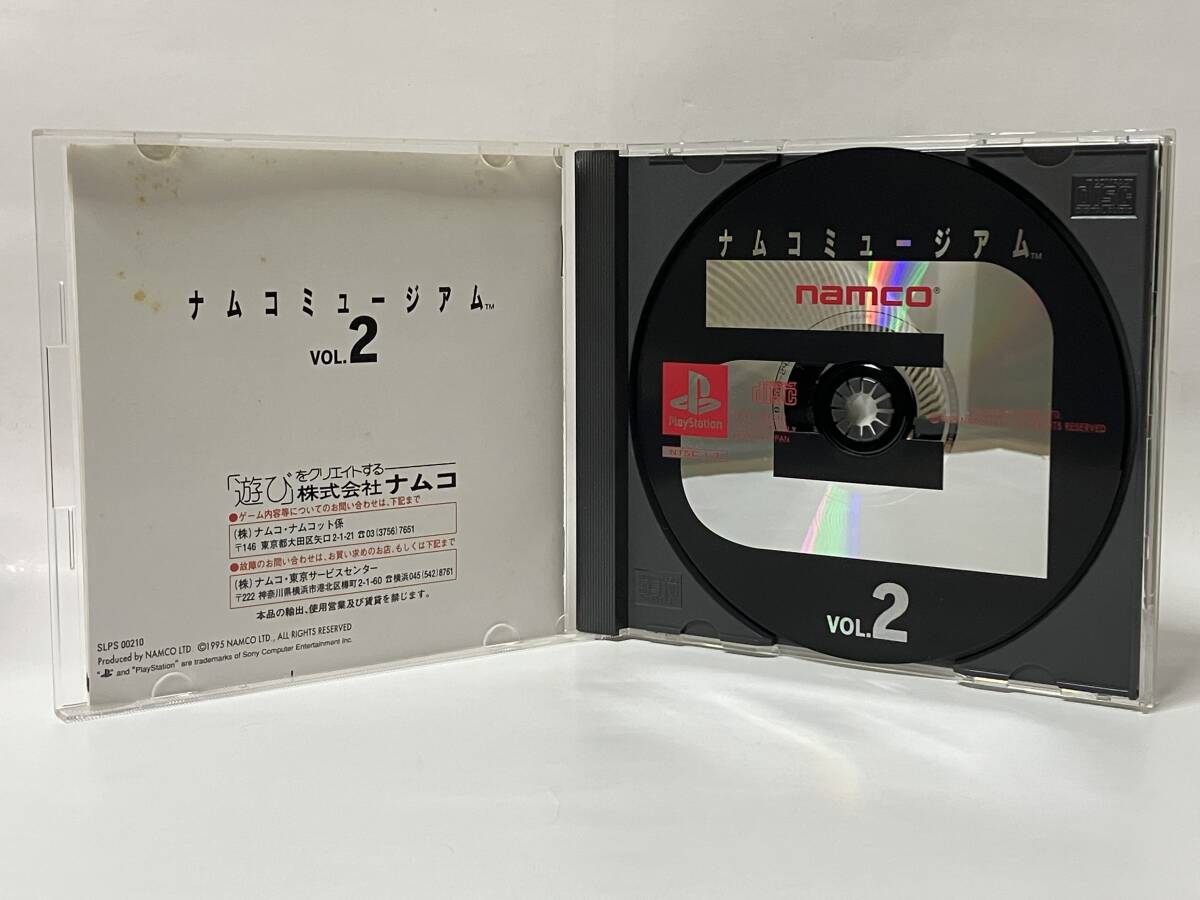 ナムコミュージアム™
VOL.2
「遊び」をクリエイトする
株式会社ナムコ
●ゲーム内容等についてのお問い合わせは、下記まで
(株)ナムコ・ナムコット係
〒146 東京都大田区矢口2-1-21 ☎03(3756)7651
●故障のお問い合わせは、お買い求めのお店、もしくは下記まで
(株)ナムコ・東京サービスセンター
〒222 神奈川県横浜市港北区樽町2-1-60 ☎横浜045(542)8761
本品の輸出、使用営業及び賃貸を禁じます。
SLPS 00210
Produced by NAMCO LTD., ©1995 NAMCO LTD., ALL RIGHTS RESERVED
" " and "PlayStation" are trademarks of Sony Computer Entertainment Inc.
ナムコミュージアム™
namco®
PlayStation
disc
RESERVED
NTSC
VOL.2